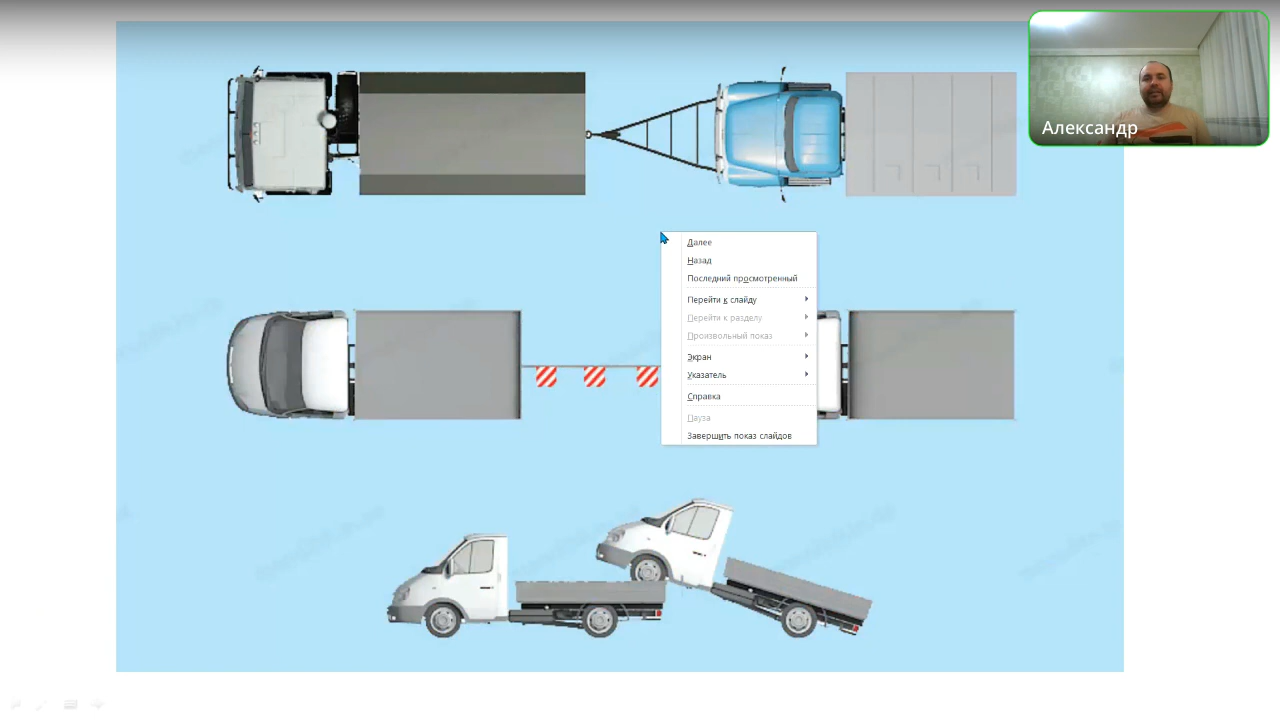 Александр
Далее
Назад
Последний просмотренный
Перейти к слайду
Перейти к разделу
Произвольный показ
Экран
Указатель
Справка
Пауза
Завершить показ слайдов